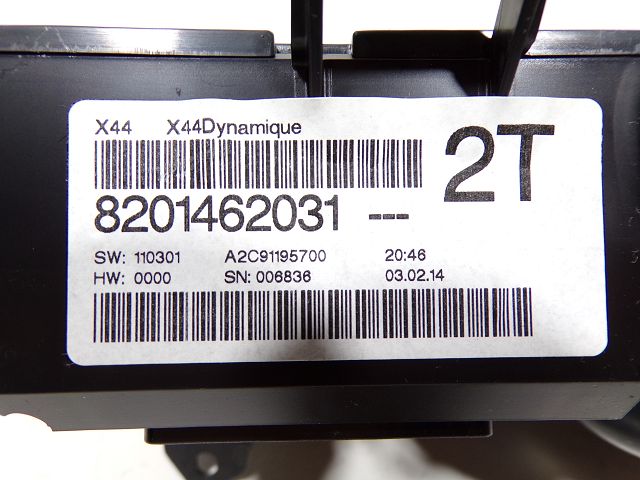 X44 X44Dynamique
2T
8201462031 ---
SW: 110301 A2C91195700 20:46
HW: 0000 SN: 006836 03.02.14